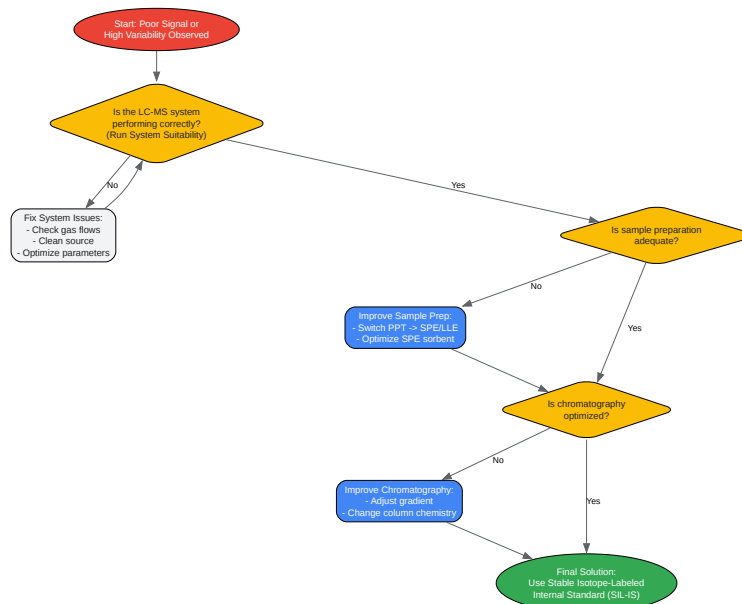 Start: Poor Signal or
High Variability Observed
Is the LC-MS system
performing correctly?
(Run System Suitability)
No
Yes
Fix System Issues:
- Check gas flows
- Clean source
- Optimize parameters
Is sample preparation
adequate?
No
Yes
Improve Sample Prep:
- Switch PPT -> SPE/LLE
- Optimize SPE sorbent
Is chromatography
optimized?
No
Yes
Improve Chromatography:
- Adjust gradient
- Change column chemistry
Final Solution:
Use Stable Isotope-Labeled
Internal Standard (SIL-IS)